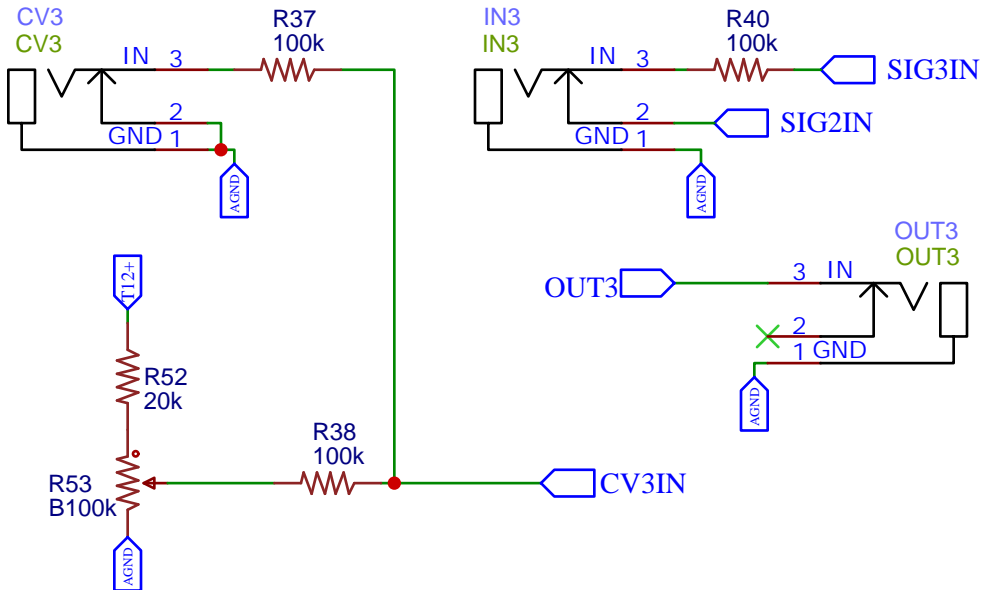 CV3
CV3
IN
3
2
GND
1
AGND
R37
100k
IN3
IN3
IN
3
2
GND
1
AGND
R40
100k
SIG3IN
SIG2IN
OUT3
OUT3
OUT3
3
IN
2
1
GND
AGND
T12+
R52
20k
R53
B100k
AGND
R38
100k
CV3IN